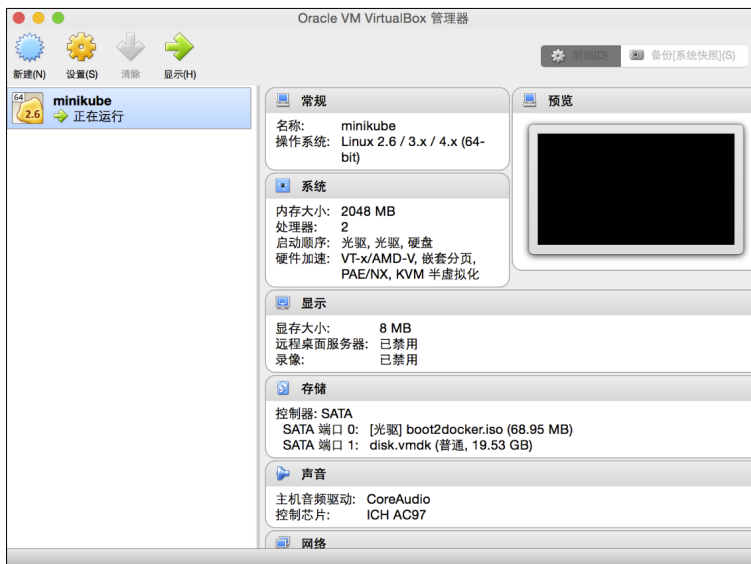 Oracle VM VirtualBox 管理器
新建(N)
设置(S)
清除
显示(H)
明细(D)
备份[系统快照](S)
64
2.6
minikube
正在运行
常规
名称: minikube
操作系统: Linux 2.6 / 3.x / 4.x (64-
bit)
预览
系统
内存大小: 2048 MB
处理器: 2
启动顺序: 光驱, 光驱, 硬盘
硬件加速: VT-x/AMD-V, 嵌套分页,
PAE/NX, KVM 半虚拟化
显示
显存大小: 8 MB
远程桌面服务器: 已禁用
录像: 已禁用
存储
控制器: SATA
SATA 端口 0: [光驱] boot2docker.iso (68.95 MB)
SATA 端口 1: disk.vmdk (普通, 19.53 GB)
声音
主机音频驱动: CoreAudio
控制芯片: ICH AC97
网络